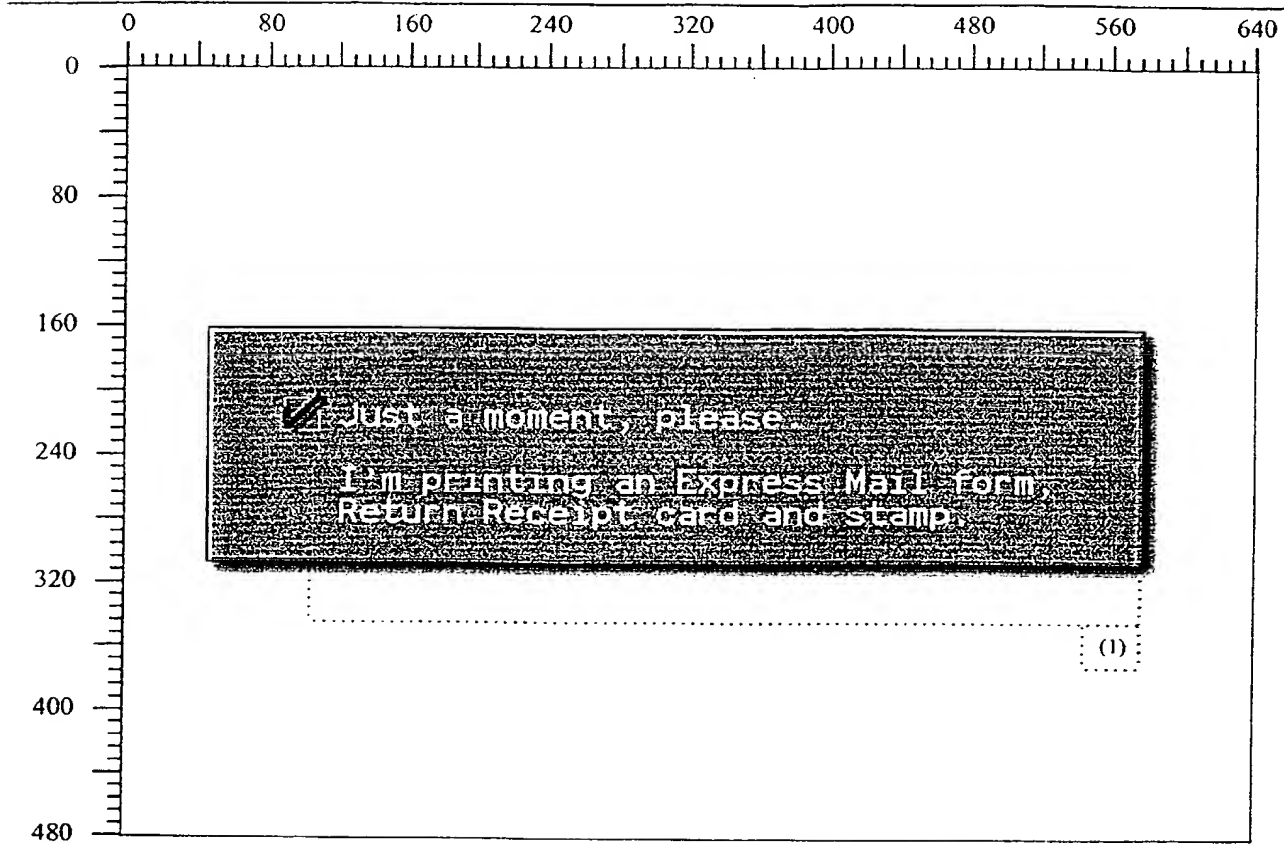 0 80 160 240 320 400 480 560 640
0
80
160
Just a moment, please.
240
I'm printing an Express Mail form,
Return Receipt card and stamp.
320
(1)
400
480